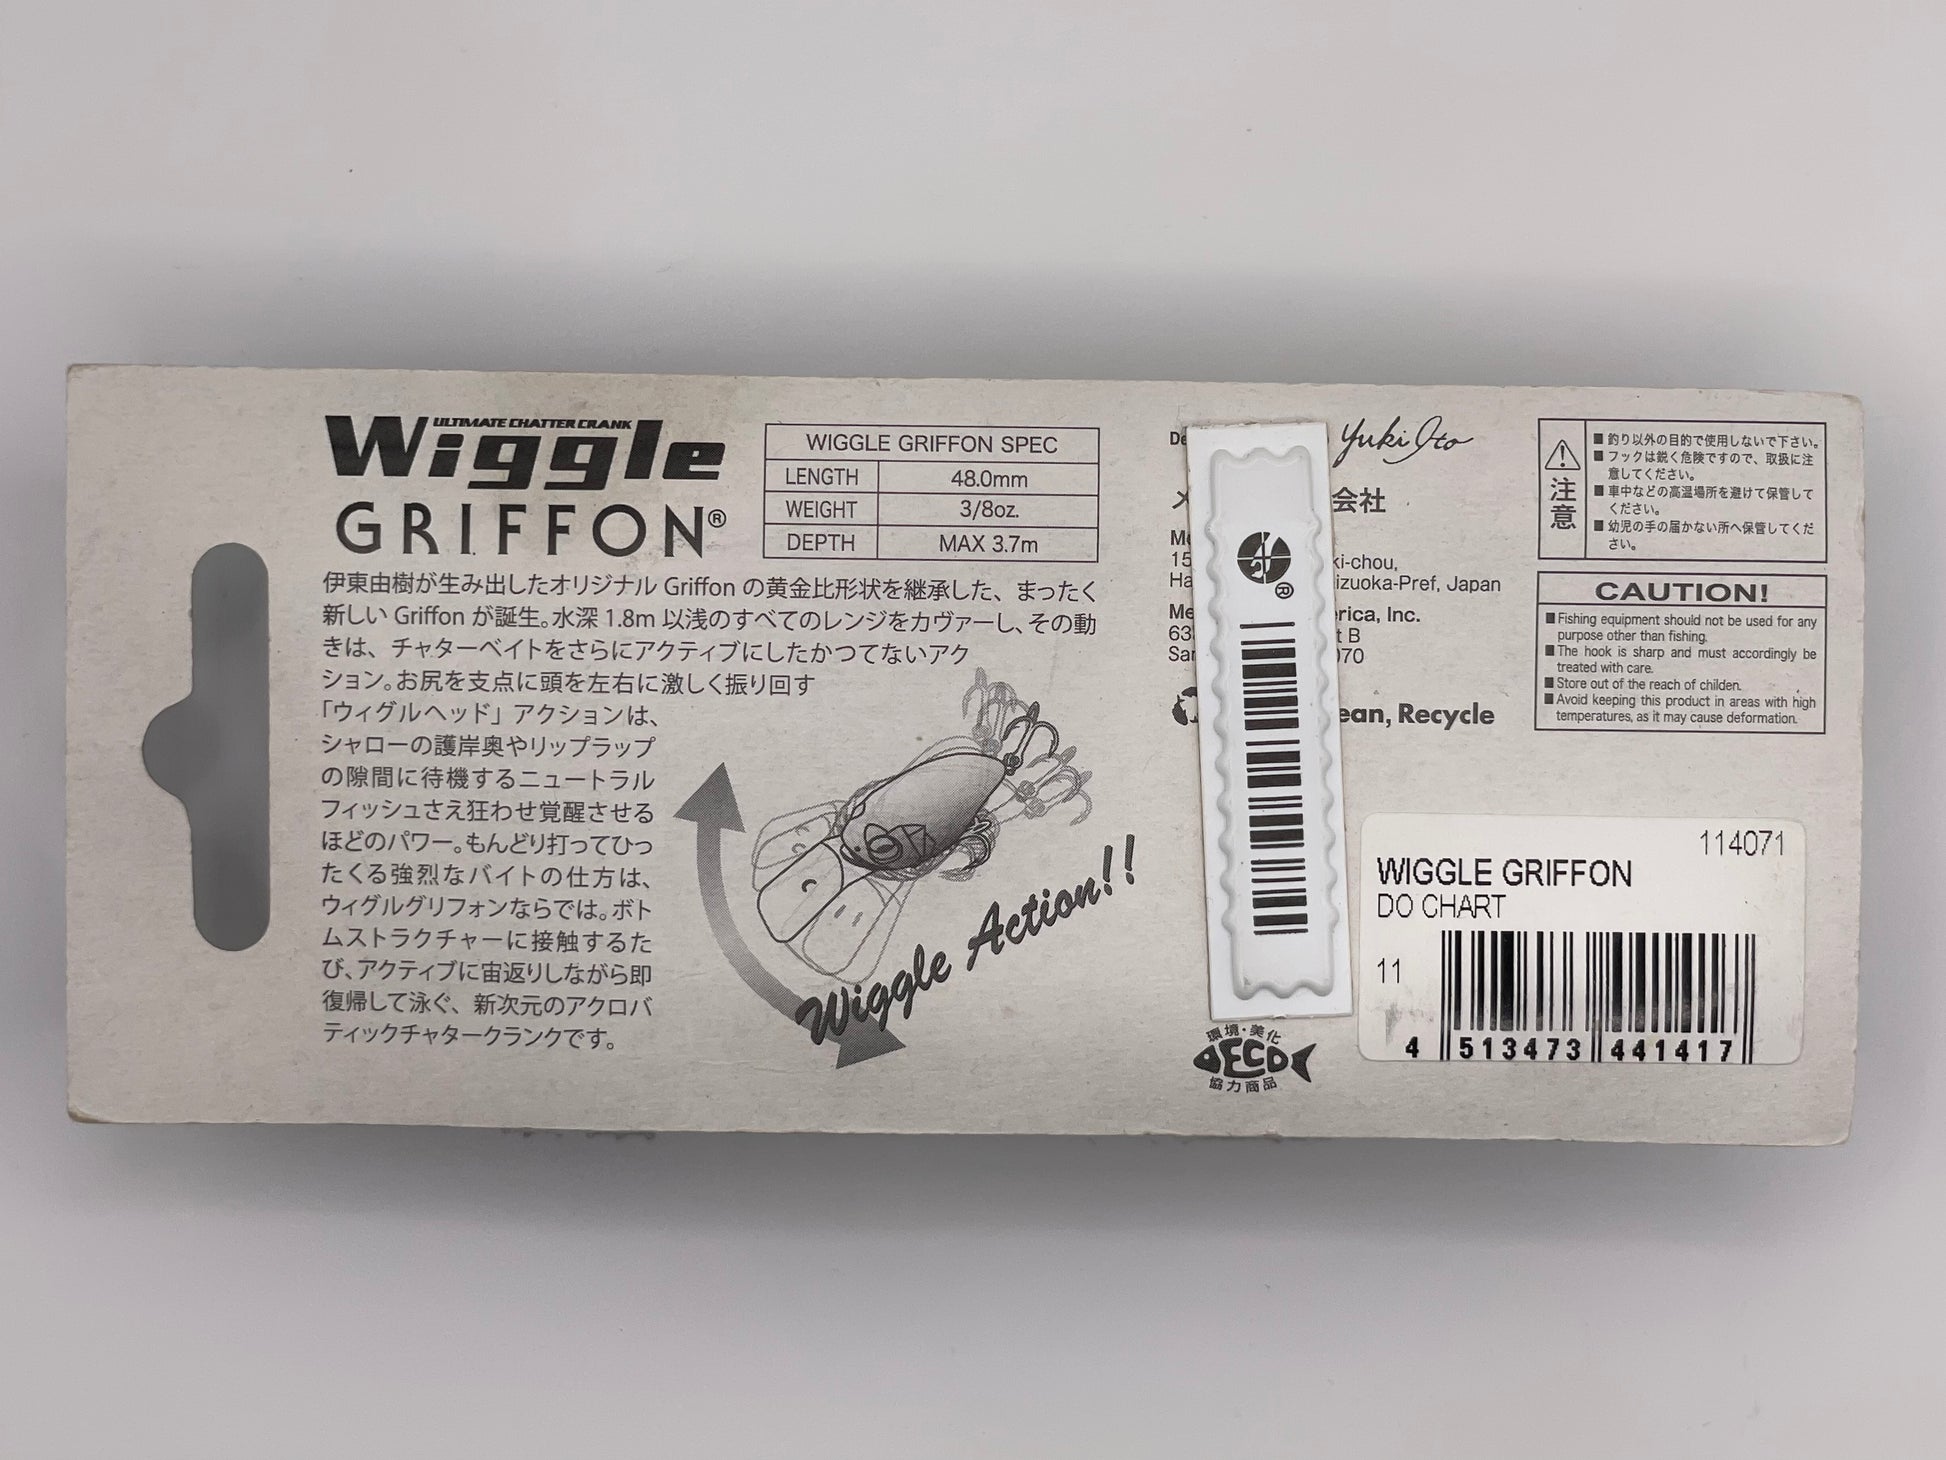 ULTIMATE CHATTER CRANK
Wiggle
GRIFFON®
WIGGLE GRIFFON SPEC
LENGTH 48.0mm
WEIGHT 3/8oz.
DEPTH MAX 3.7m
伊東由樹が生み出したオリジナル Griffon の黄金比形状を継承した、まったく
新しい Griffon が誕生。水深 1.8m 以浅のすべてのレンジをカヴァーし、その動
きは、チャターベイトをさらにアクティブにしたかつてないアク
ション。お尻を支点に頭を左右に激しく振り回す
「ウィグルヘッド」アクションは、
シャローの護岸奥やリップラップ
の隙間に待機するニュートラル
フィッシュさえ狂わせ覚醒させる
ほどのパワー。もんどり打ってひっ
たくる強烈なバイトの仕方は、
ウィグルグリフォンならでは。ボト
ムストラクチャーに接触するた
び、アクティブに宙返りしながら即
復帰して泳ぐ、新次元のアクロバ
ティックチャタークランクです。
Wiggle Action!!
Yuki Ito
会社
15 ki-chou,
izuoka-Pref, Japan
Inc.
B
Recycle
®
環境・美化
ECO
協力商品
注意
■釣り以外の目的で使用しないで下さい。
■フックは鋭く危険ですので、取扱に注
意してください。
■車中などの高温場所を避けて保管して
ください。
■幼児の手の届かない所へ保管してくだ
さい。
CAUTION!
■Fishing equipment should not be used for any
purpose other than fishing.
■The hook is sharp and must accordingly be
treated with care.
■Store out of the reach of childen.
■Avoid keeping this product in areas with high
temperatures, as it may cause deformation.
114071
WIGGLE GRIFFON
DO CHART
11
4 513473 441417